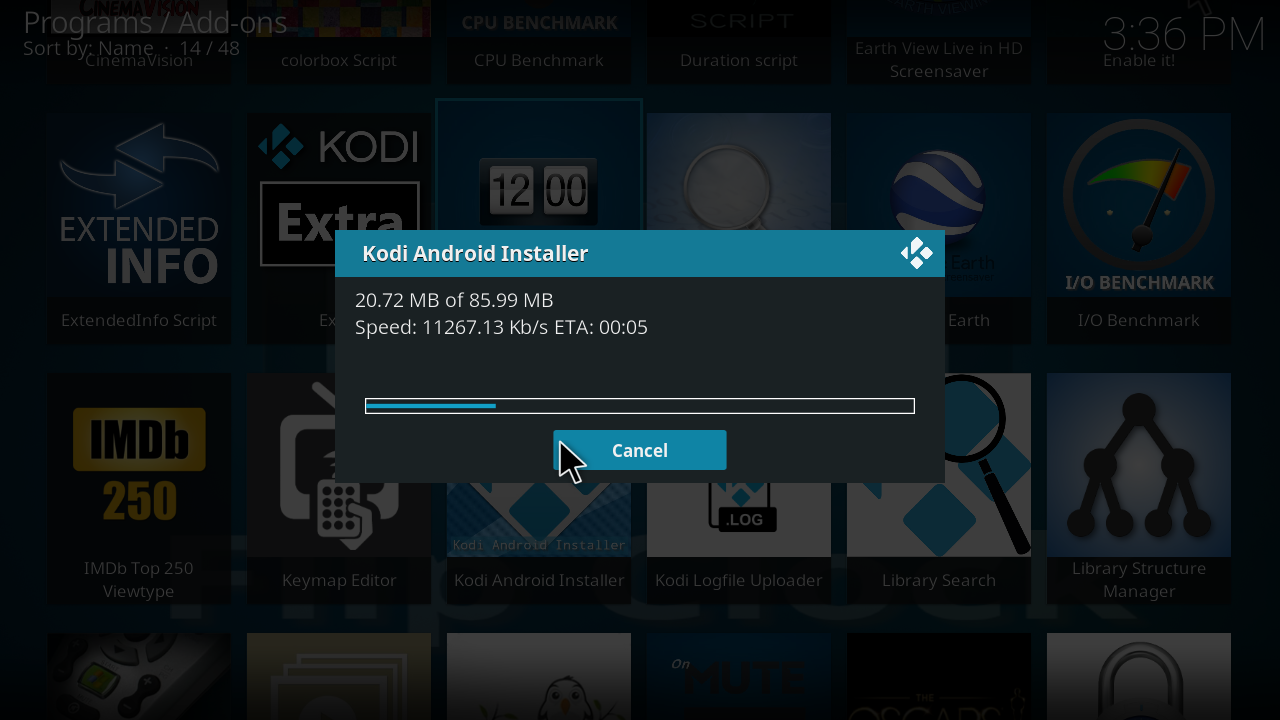 Programs / Add-ons
Sort by: Name · 14 / 48
3:36 PM
CPU BENCHMARK
SCRIPT
CinemaVision
colorbox Script
CPU Benchmark
Duration script
Earth View Live in HD
Screensaver
Enable it!
EXTENDED
INFO
KODI
Extra
12 00
Earth
I/O BENCHMARK
ExtendedInfo Script
Ex
Earth
I/O Benchmark
Kodi Android Installer
20.72 MB of 85.99 MB
Speed: 11267.13 Kb/s ETA: 00:05
Cancel
IMDb
250
Kodi Android Installer
.LOG
IMDb Top 250
Viewtype
Keymap Editor
Kodi Android Installer
Kodi Logfile Uploader
Library Search
Library Structure
Manager
Flip Clock
On
MUTE
THE
OSCARS